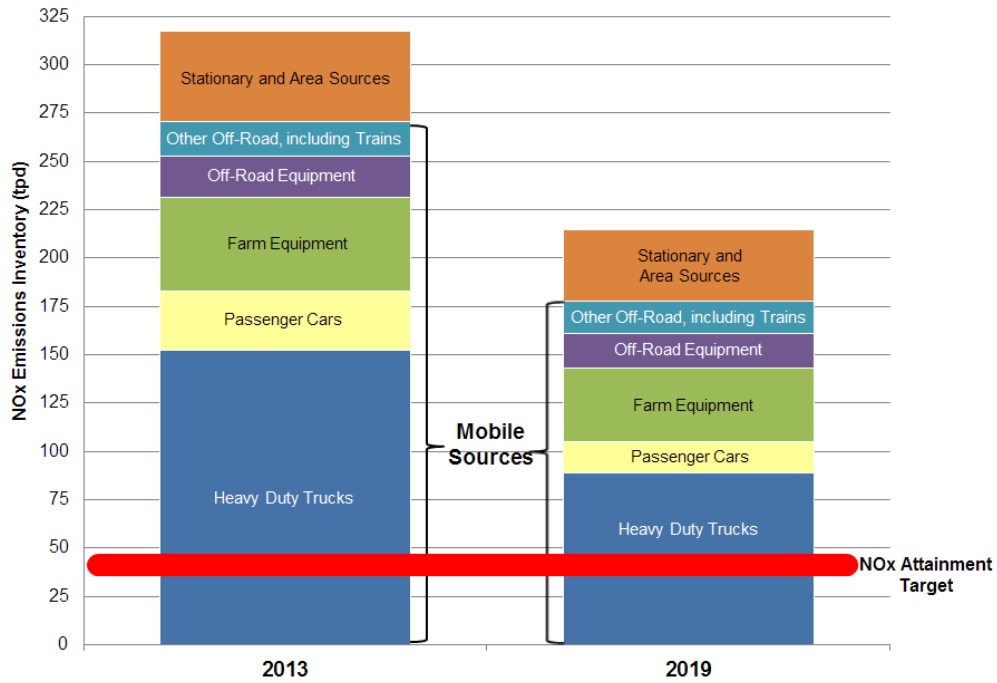 NOx Emissions Inventory (tpd)
325
300
275
250
225
200
175
150
125
100
75
50
25
0
Stationary and Area Sources
Other Off-Road, including Trains
Off-Road Equipment
Farm Equipment
Passenger Cars
Heavy Duty Trucks
Mobile
Sources
Stationary and
Area Sources
Other Off-Road, including Trains
Off-Road Equipment
Farm Equipment
Passenger Cars
Heavy Duty Trucks
NOx Attainment
Target
2013
2019